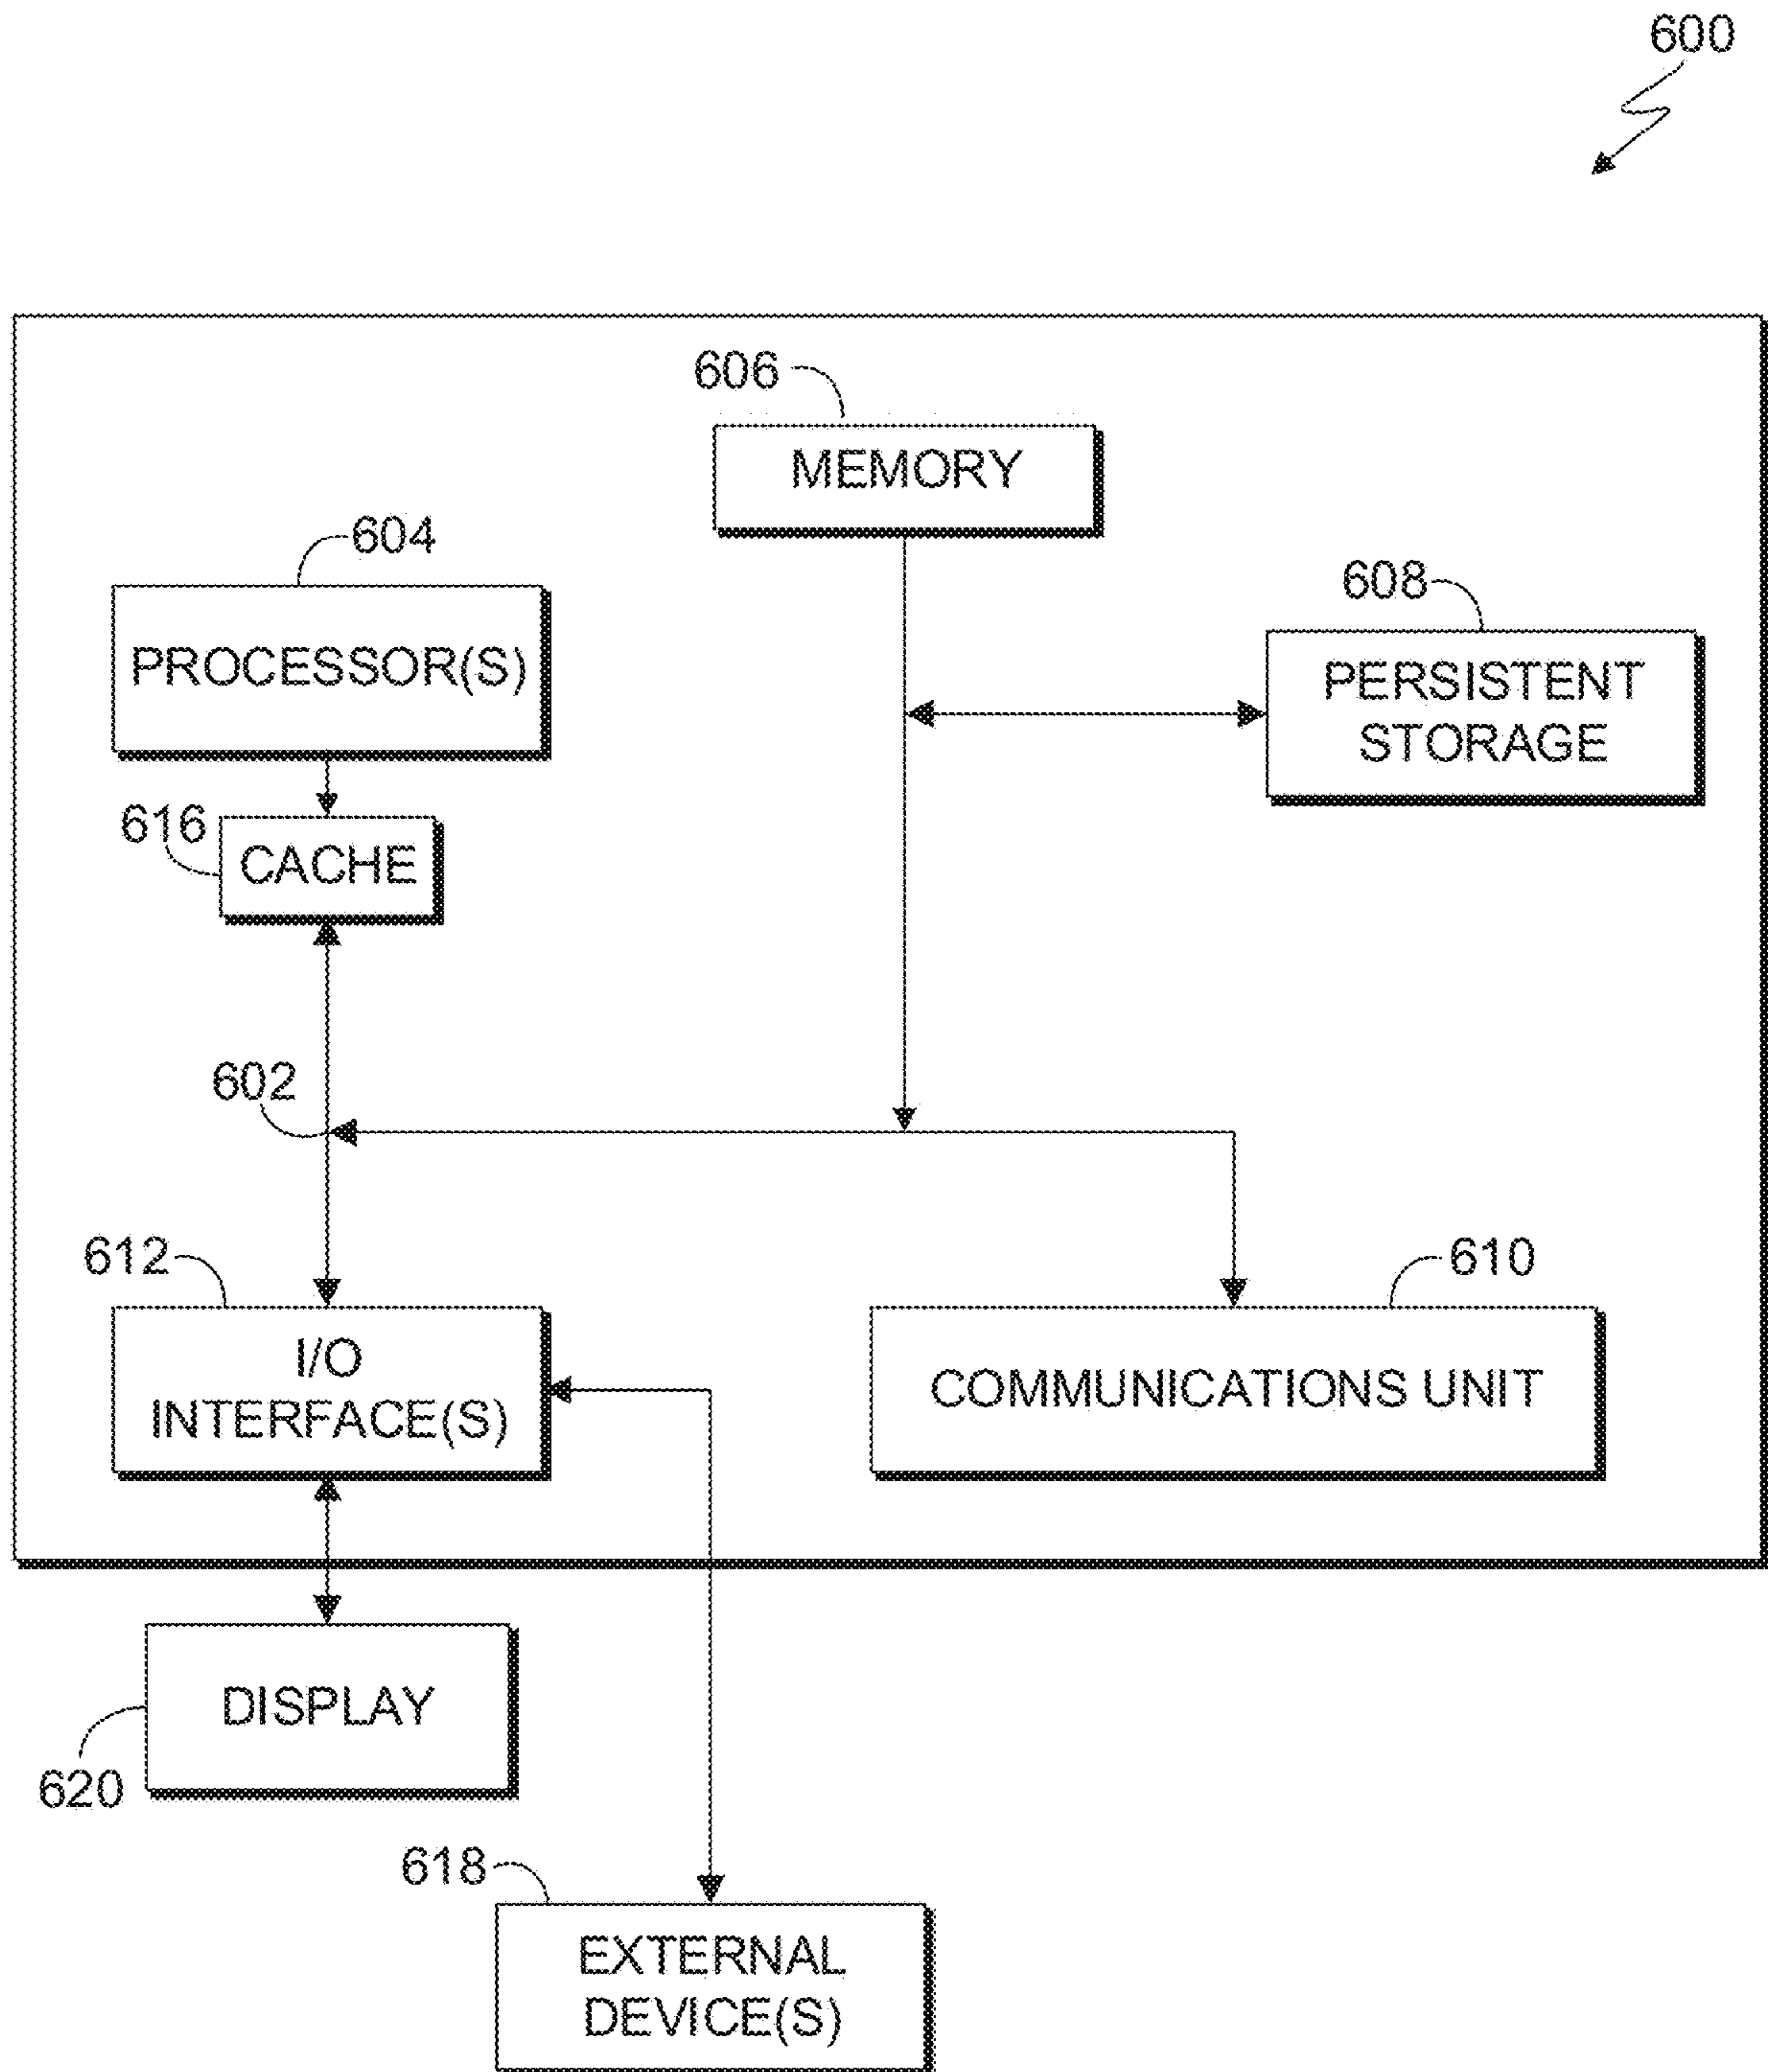 600
606
MEMORY
604
PROCESSOR(S)
608
PERSISTENT
STORAGE
616
CACHE
602
612
I/O
INTERFACE(S)
610
COMMUNICATIONS UNIT
DISPLAY
620
618
EXTERNAL
DEVICE(S)